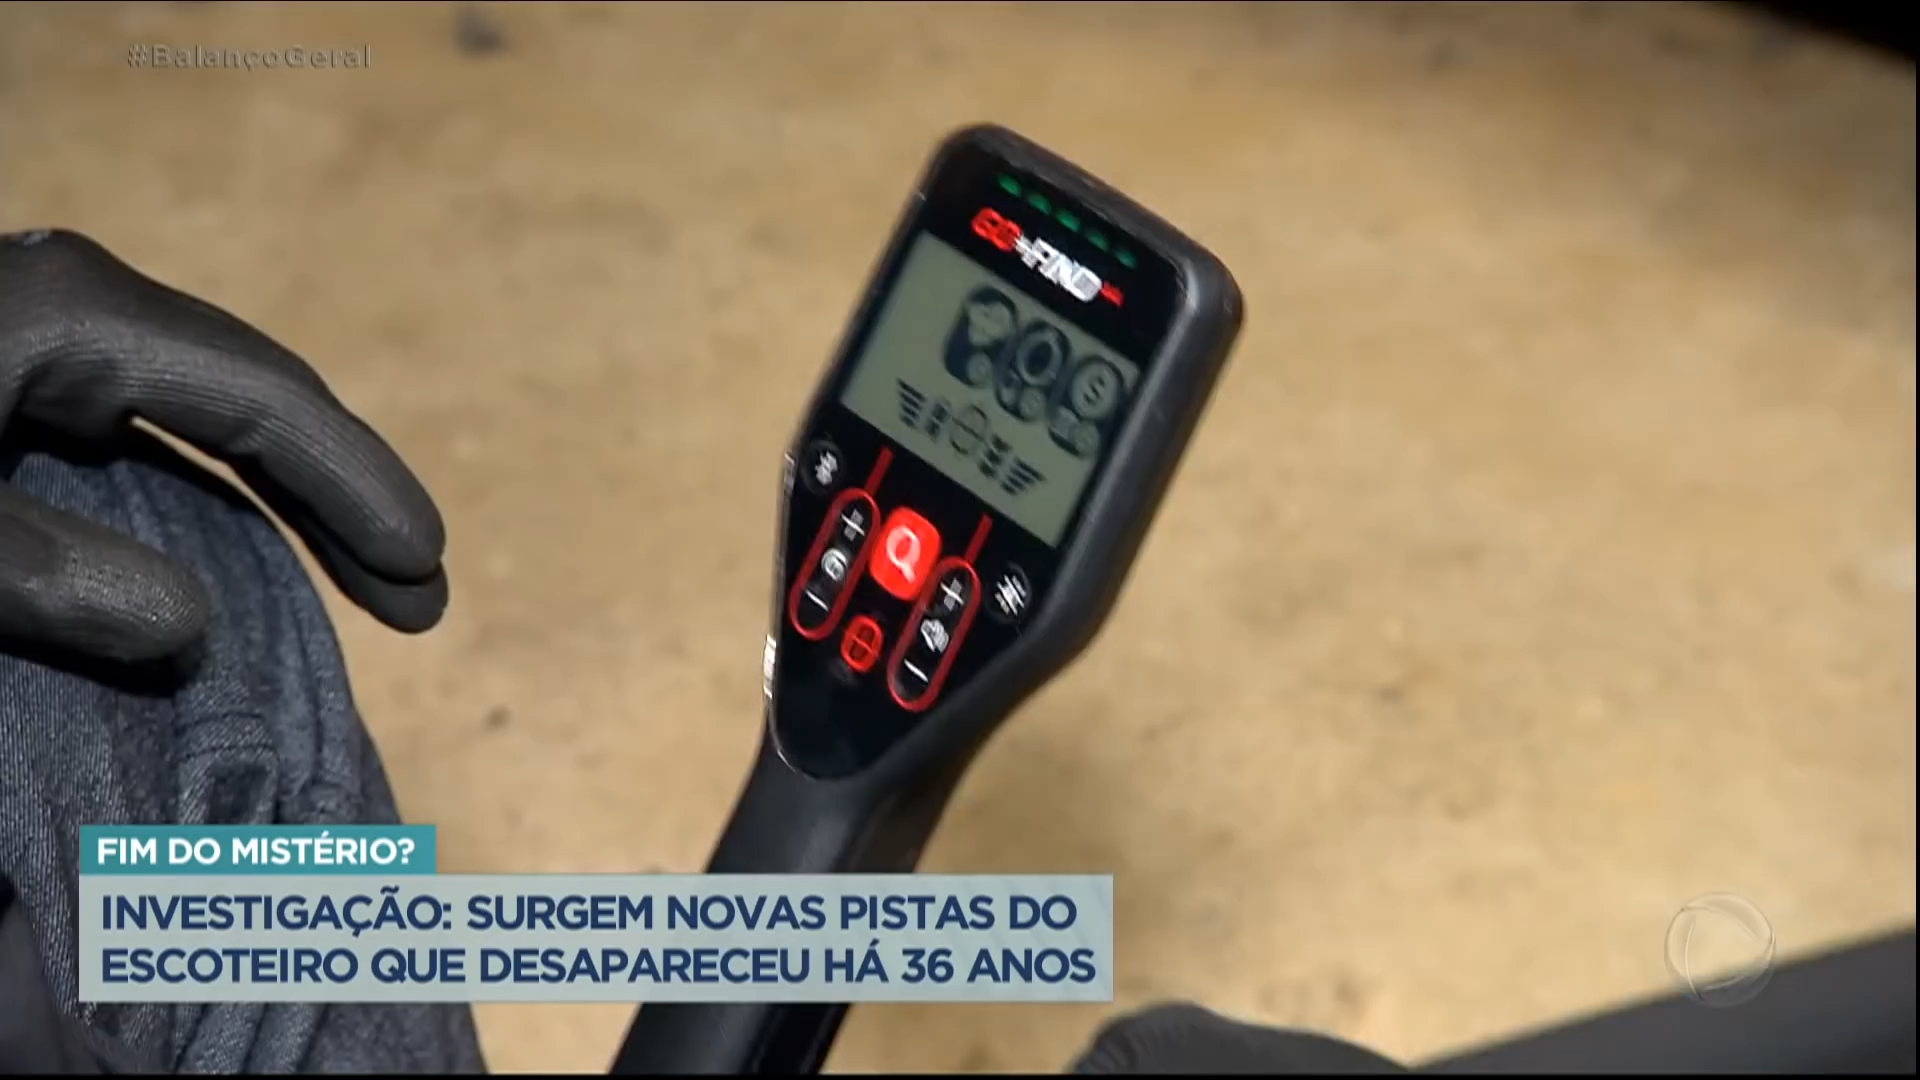 #BalançoGeral
GO-FIND
FIM DO MISTÉRIO?
INVESTIGAÇÃO: SURGEM NOVAS PISTAS DO
ESCOTEIRO QUE DESAPARECEU HÁ 36 ANOS